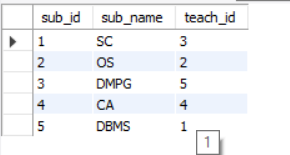 sub_id sub_name teach_id
1 SC 3
2 OS 2
3 DMPG 5
4 CA 4
5 DBMS 1
1